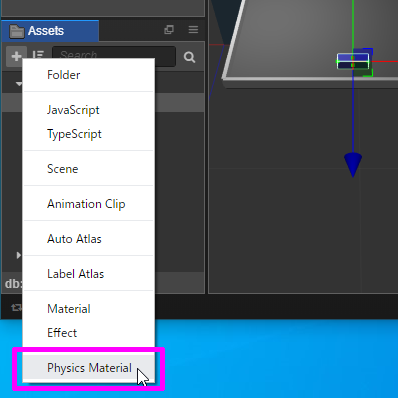 Assets
Search
Folder
JavaScript
TypeScript
Scene
Animation Clip
Auto Atlas
Label Atlas
Material
Effect
db:
Physics Material